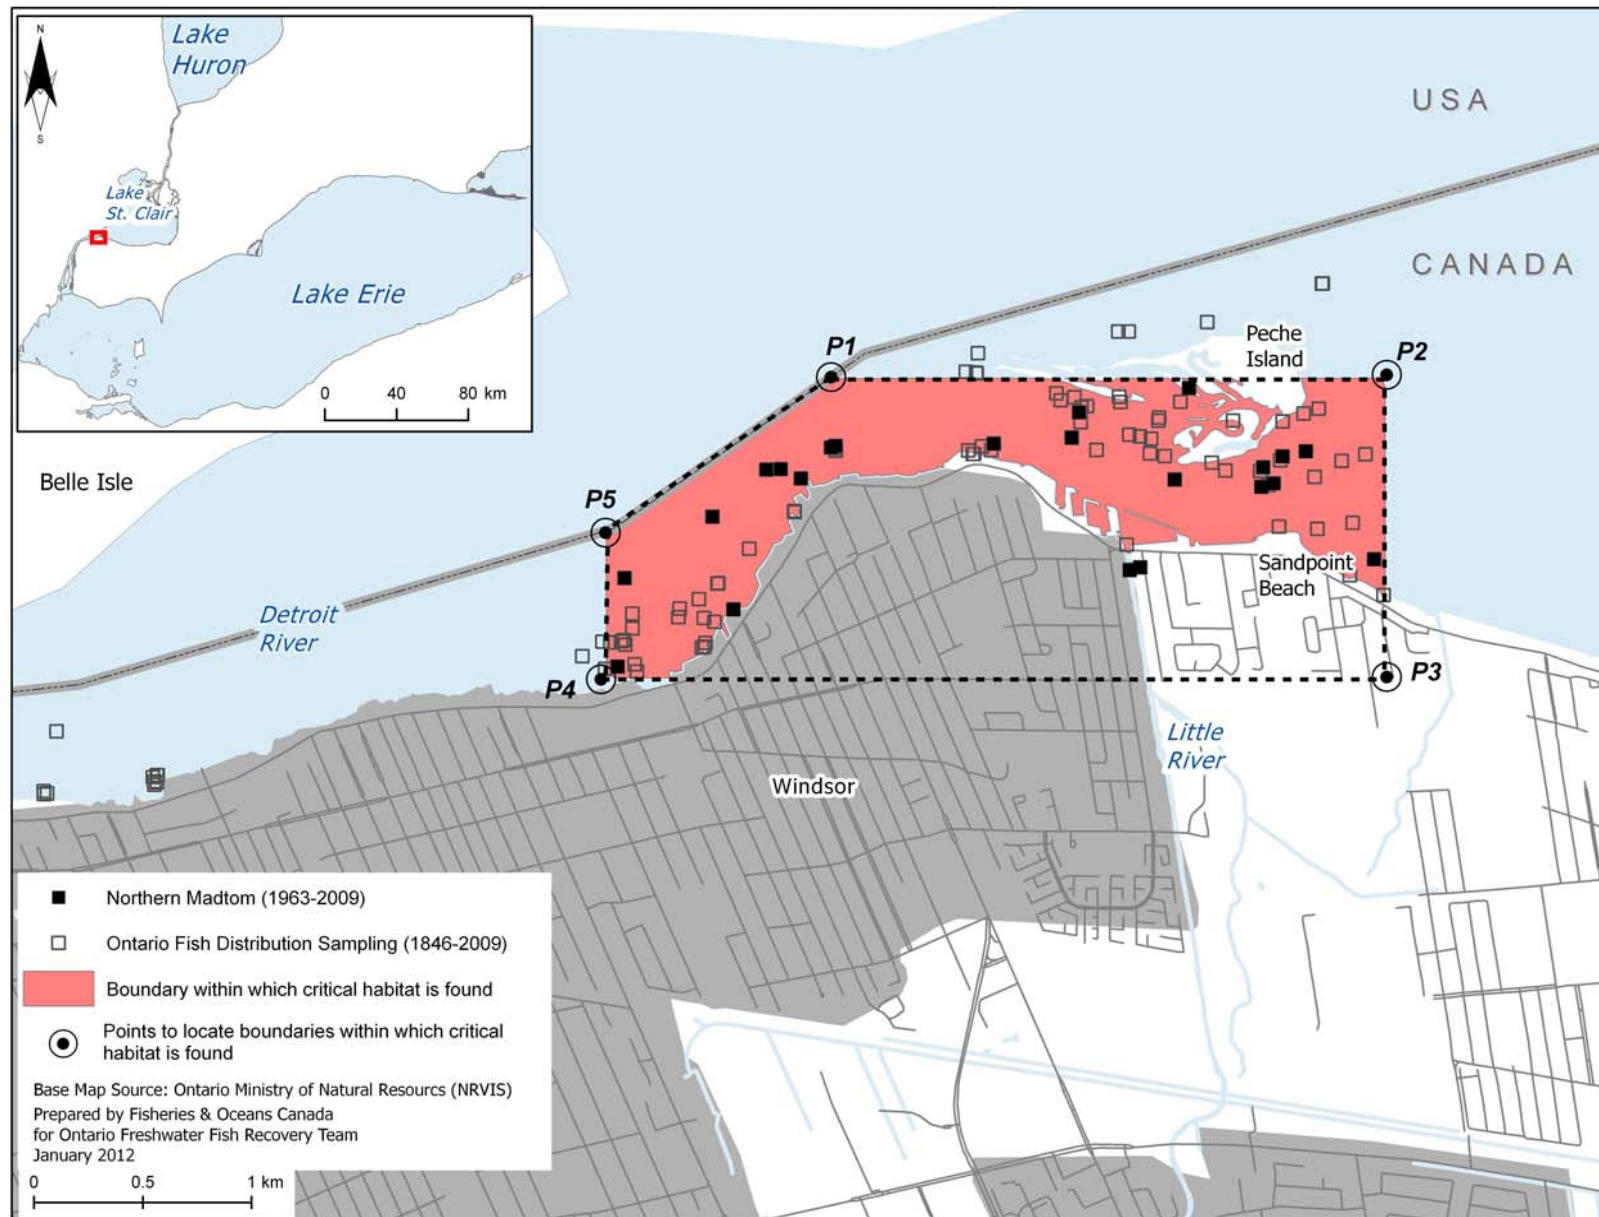 N
S
Lake
Huron
Lake
St. Clair
Lake Erie
0 40 80 km
USA
CANADA
Peche
Island
P1
P2
Belle Isle
P5
Sandpoint
Beach
Detroit
River
P4
P3
Little
River
Windsor
Northern Madtom (1963-2009)
Ontario Fish Distribution Sampling (1846-2009)
Boundary within which critical habitat is found
Points to locate boundaries within which critical
habitat is found
Base Map Source: Ontario Ministry of Natural Resourcs (NRVIS)
Prepared by Fisheries & Oceans Canada
for Ontario Freshwater Fish Recovery Team
January 2012
0 0.5 1 km